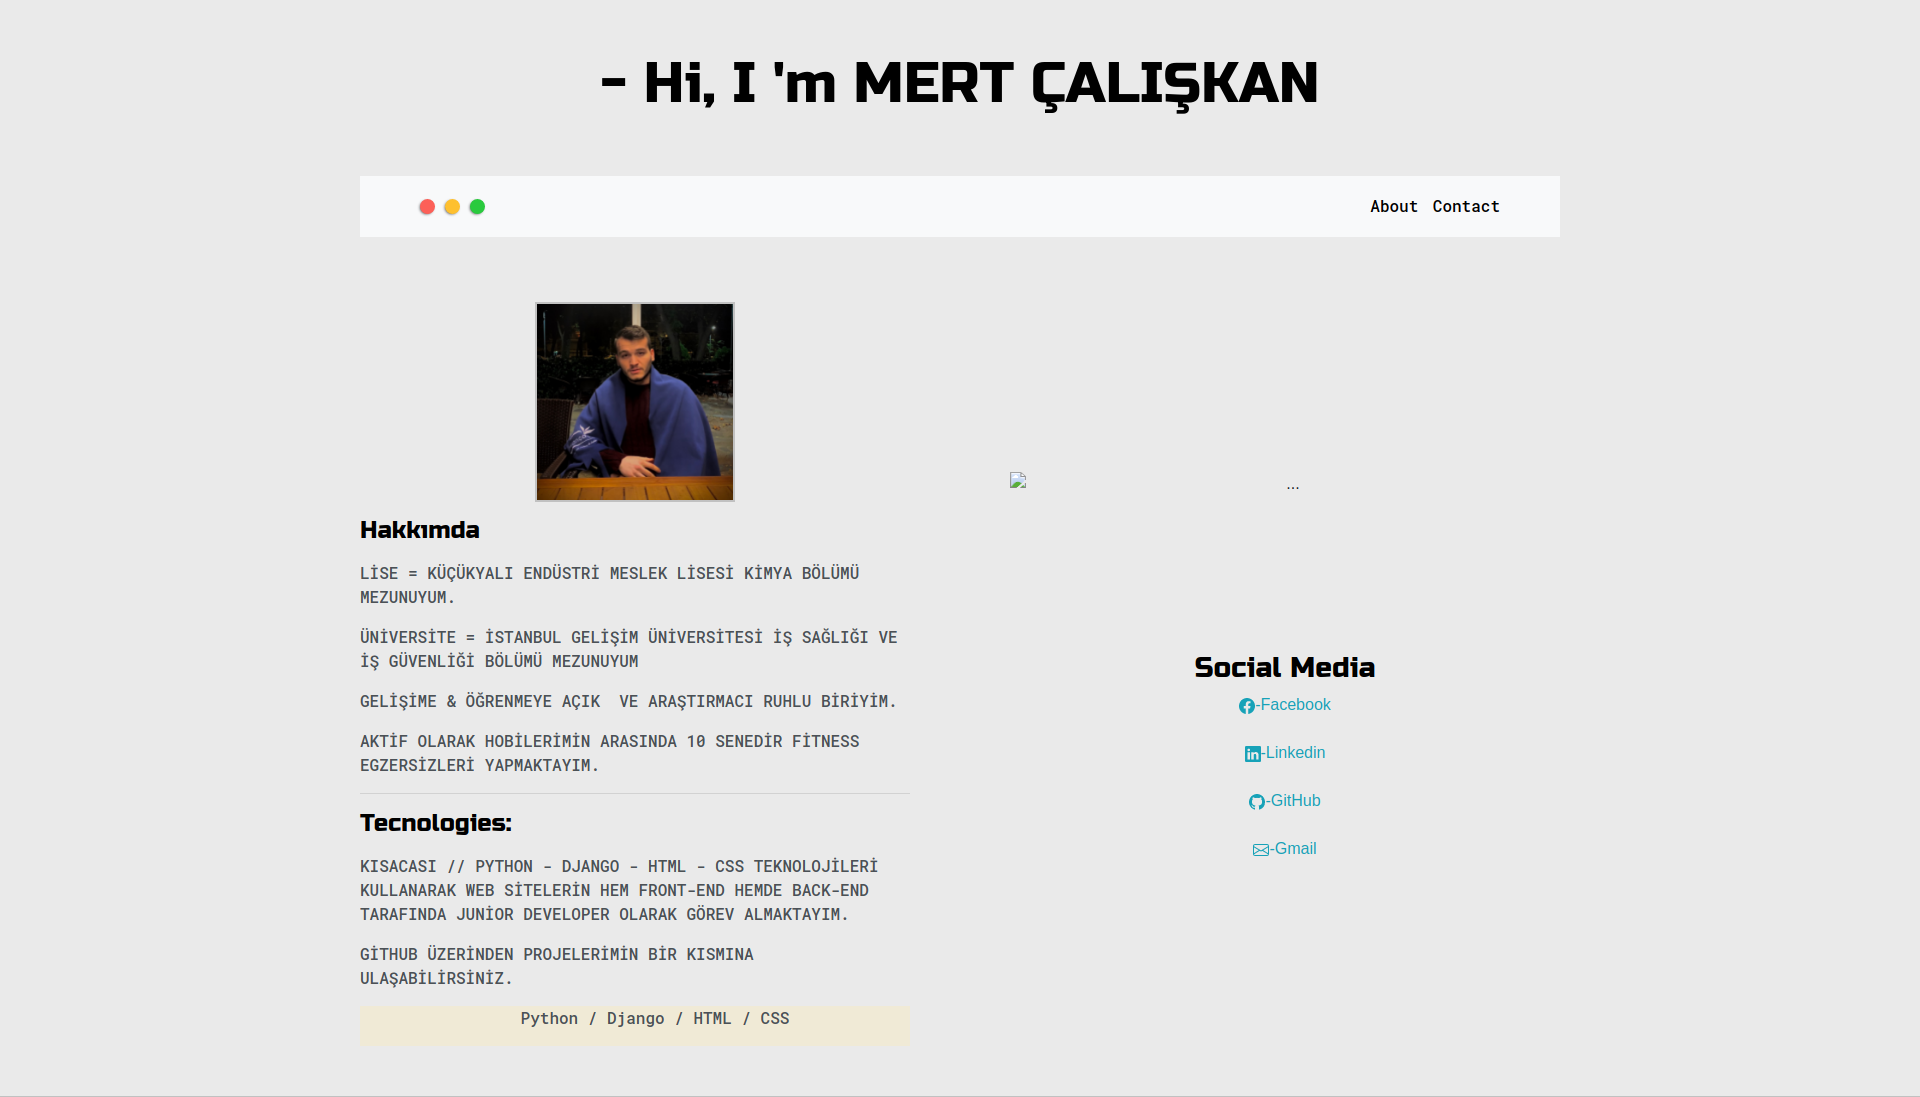 - Hi, I 'm MERT ÇALIŞKAN
About Contact
Hakkımda
LİSE = KÜÇÜKYALI ENDÜSTRİ MESLEK LİSESİ KİMYA BÖLÜMÜ
MEZUNUYUM.
ÜNİVERSİTE = İSTANBUL GELİŞİM ÜNİVERSİTESİ İŞ SAĞLIĞI VE
İŞ GÜVENLİĞİ BÖLÜMÜ MEZUNUYUM
GELİŞİME & ÖĞRENMEYE AÇIK  VE ARAŞTIRMACI RUHLU BİRİYİM.
AKTİF OLARAK HOBİLERİMİN ARASINDA 10 SENEDİR FİTNESS
EGZERSİZLERİ YAPMAKTAYIM.
Tecnologies:
KISACASI // PYTHON - DJANGO - HTML - CSS TEKNOLOJİLERİ
KULLANARAK WEB SİTELERİN HEM FRONT-END HEMDE BACK-END
TARAFINDA JUNİOR DEVELOPER OLARAK GÖREV ALMAKTAYIM.
GİTHUB ÜZERİNDEN PROJELERİMİN BİR KISMINA
ULAŞABİLİRSİNİZ.
Python / Django / HTML / CSS
...
Social Media
-Facebook
-Linkedin
-GitHub
-Gmail